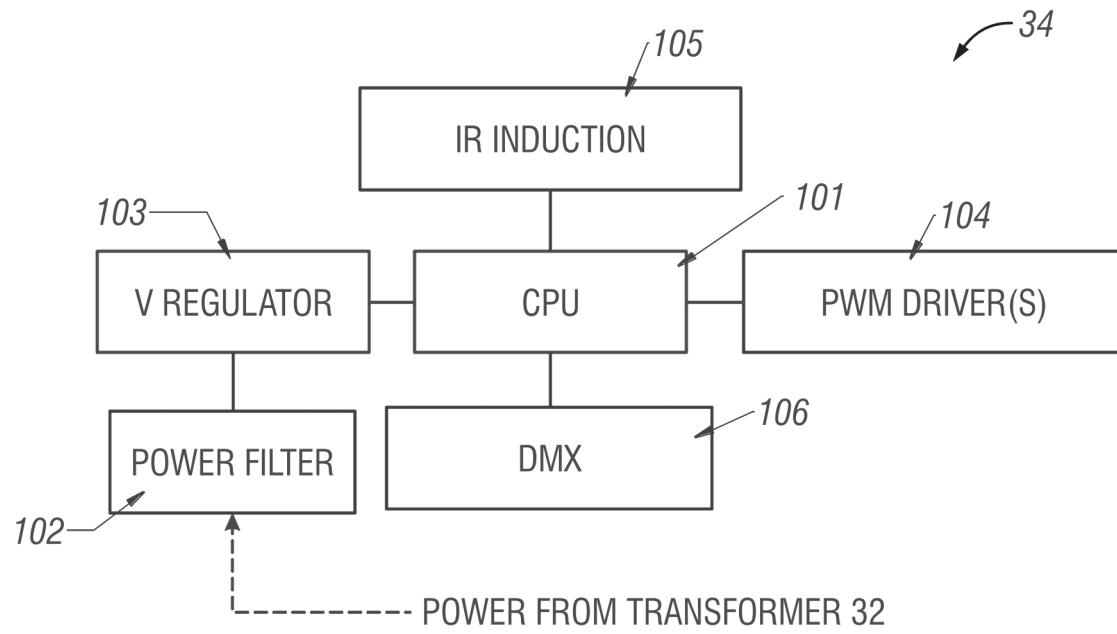 34
105
IR INDUCTION
103
101
104
V REGULATOR
CPU
PWM DRIVER(S)
106
POWER FILTER
DMX
102
POWER FROM TRANSFORMER 32